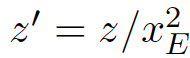 z′ = z/x_E^2